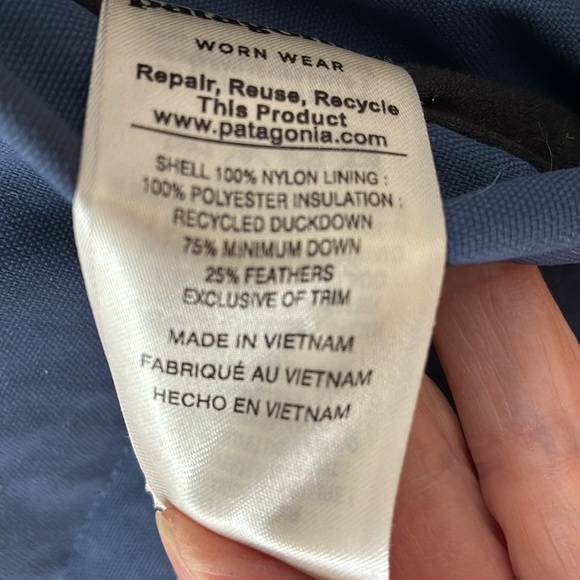 patagonia
WORN WEAR
Repair, Reuse, Recycle
This Product
www.patagonia.com
SHELL 100% NYLON LINING :
100% POLYESTER INSULATION :
RECYCLED DUCKDOWN
75% MINIMUM DOWN
25% FEATHERS
EXCLUSIVE OF TRIM
MADE IN VIETNAM
FABRIQUÉ AU VIETNAM
HECHO EN VIETNAM